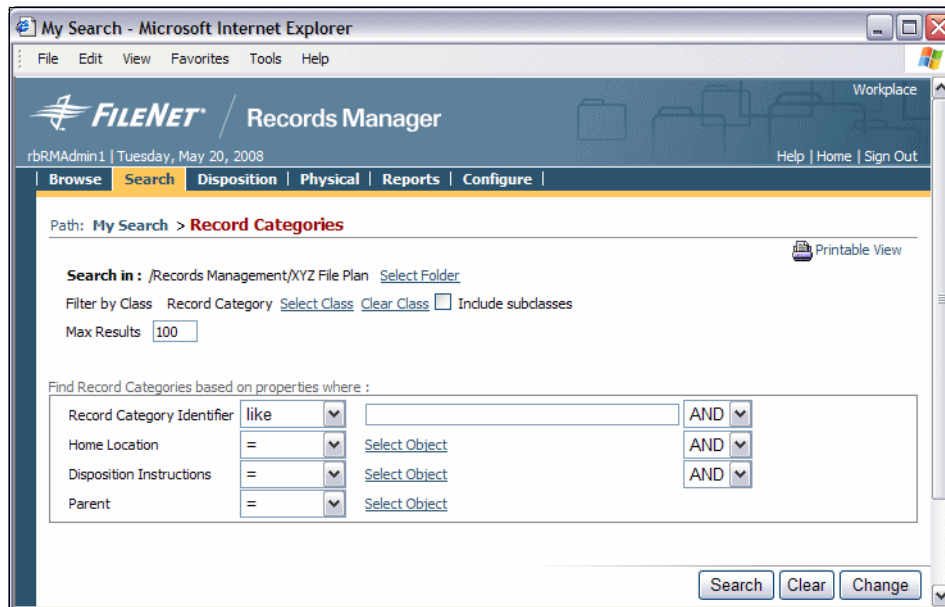 My Search - Microsoft Internet Explorer
File Edit View Favorites Tools Help
Workplace
FILENET Records Manager
rbRMAdmin1 | Tuesday, May 20, 2008 Help | Home | Sign Out
| Browse Search Disposition | Physical | Reports | Configure |
Path: My Search > Record Categories
Printable View
Search in : /Records Management/XYZ File Plan Select Folder
Filter by Class Record Category Select Class Clear Class Include subclasses
Max Results 100
Find Record Categories based on properties where :
Record Category Identifier like AND
Home Location = Select Object AND
Disposition Instructions = Select Object AND
Parent = Select Object
Search Clear Change